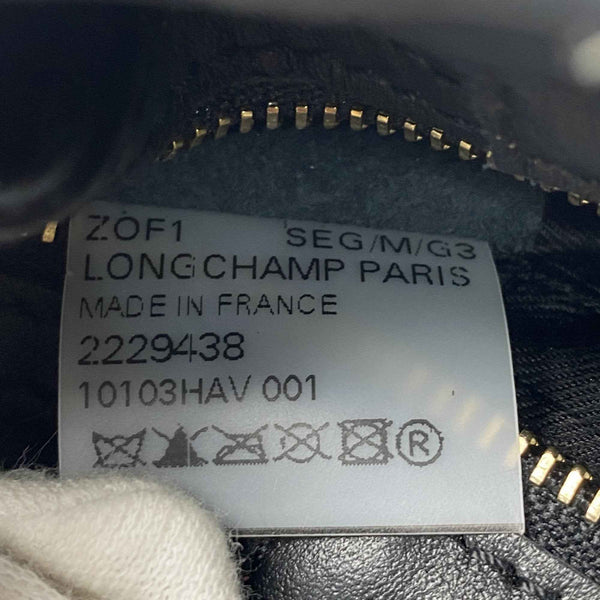 ZOF1 SEG/M/G3
LONGCHAMP PARIS
MADE IN FRANCE
2229438
10103HAV 001
®